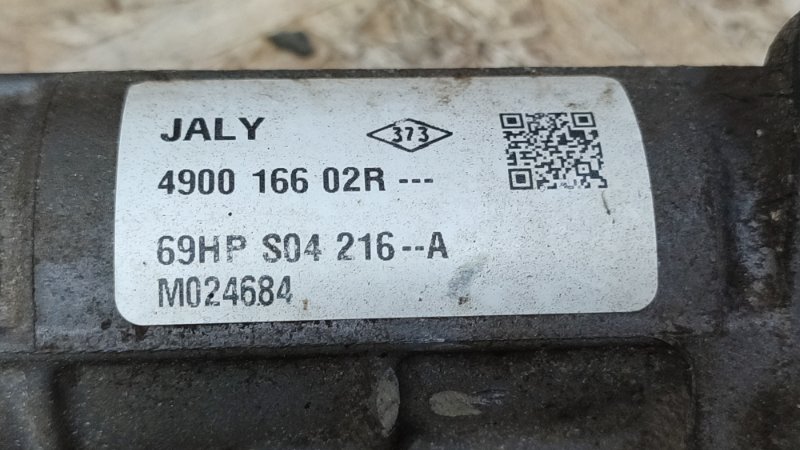 JALY 373
4900 166 02R ---
69HP S04 216--A
M024684